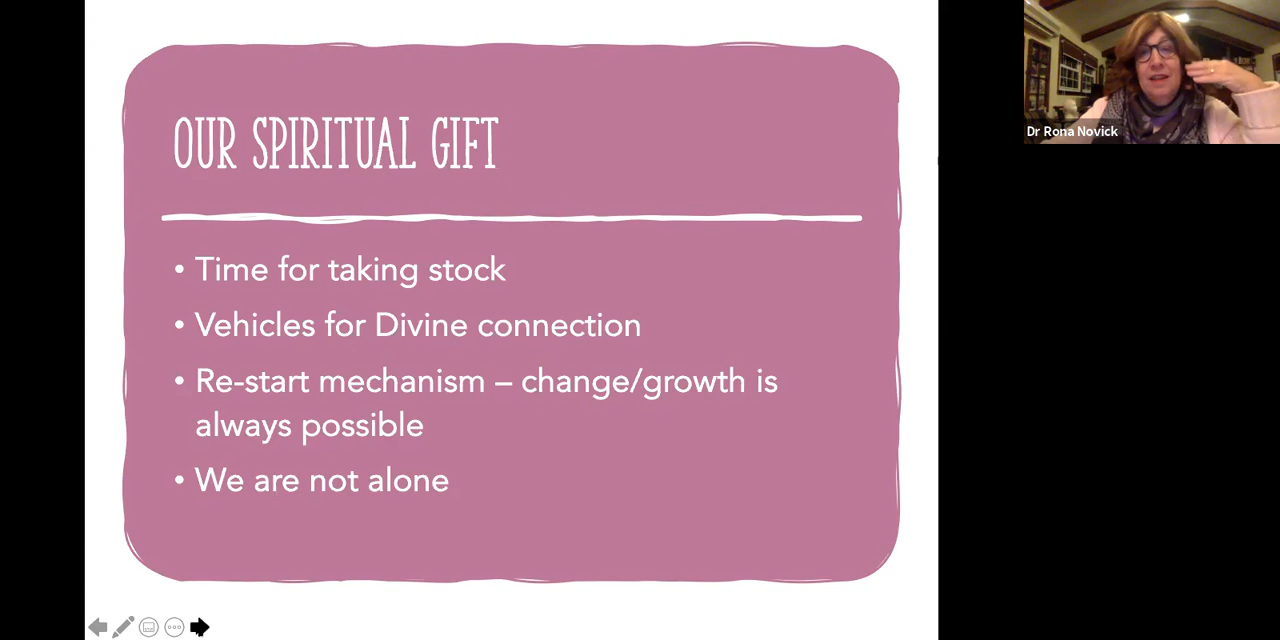 OUR SPIRITUAL GIFT
• Time for taking stock
• Vehicles for Divine connection
• Re-start mechanism – change/growth is
always possible
• We are not alone
Dr Rona Novick